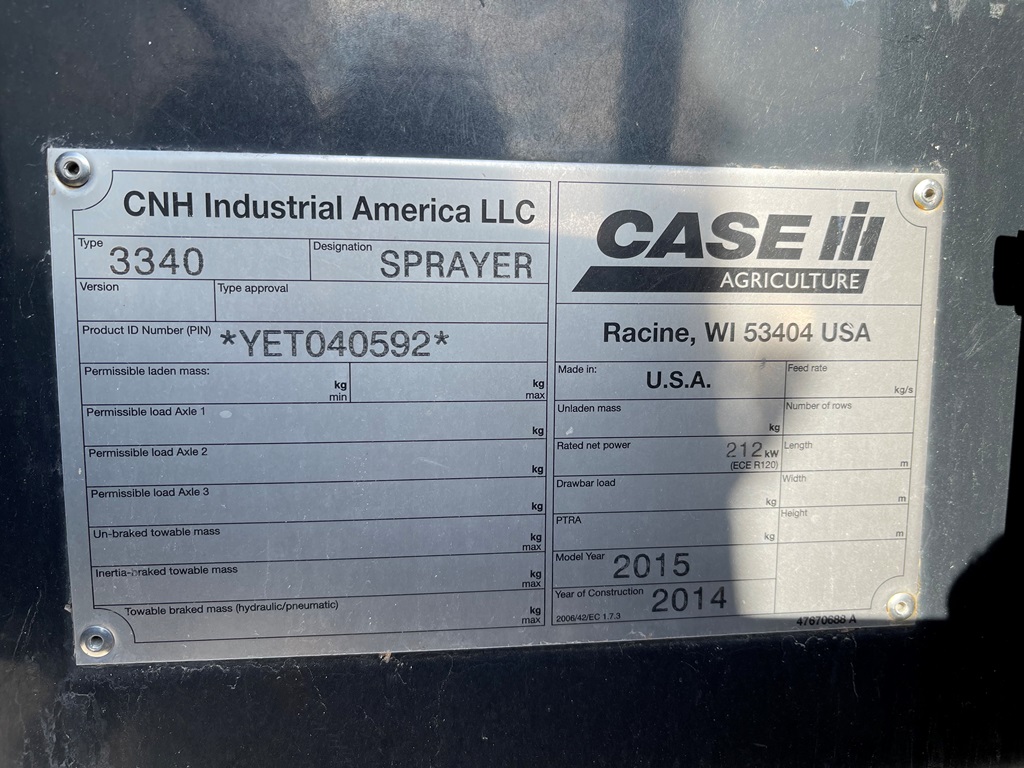 CNH Industrial America LLC
Type
3340
Designation
SPRAYER
Version
Type approval
Product ID Number (PIN)
*YET040592*
Permissible laden mass:
kg
min
kg
max
Permissible load Axle 1
kg
Permissible load Axle 2
kg
Permissible load Axle 3
kg
Un-braked towable mass
kg
max
Inertia-braked towable mass
kg
max
Towable braked mass (hydraulic/pneumatic)
kg
max
CASE IH
AGRICULTURE
Racine, WI 53404 USA
Made in:
U.S.A.
Feed rate
kg/s
Unladen mass
kg
Number of rows
Rated net power
212 kW
(ECE R120)
Length
m
Drawbar load
kg
Width
m
PTRA
kg
Height
m
Model Year
2015
Year of Construction
2014
2006/42/EC 1.7.3
47670688 A